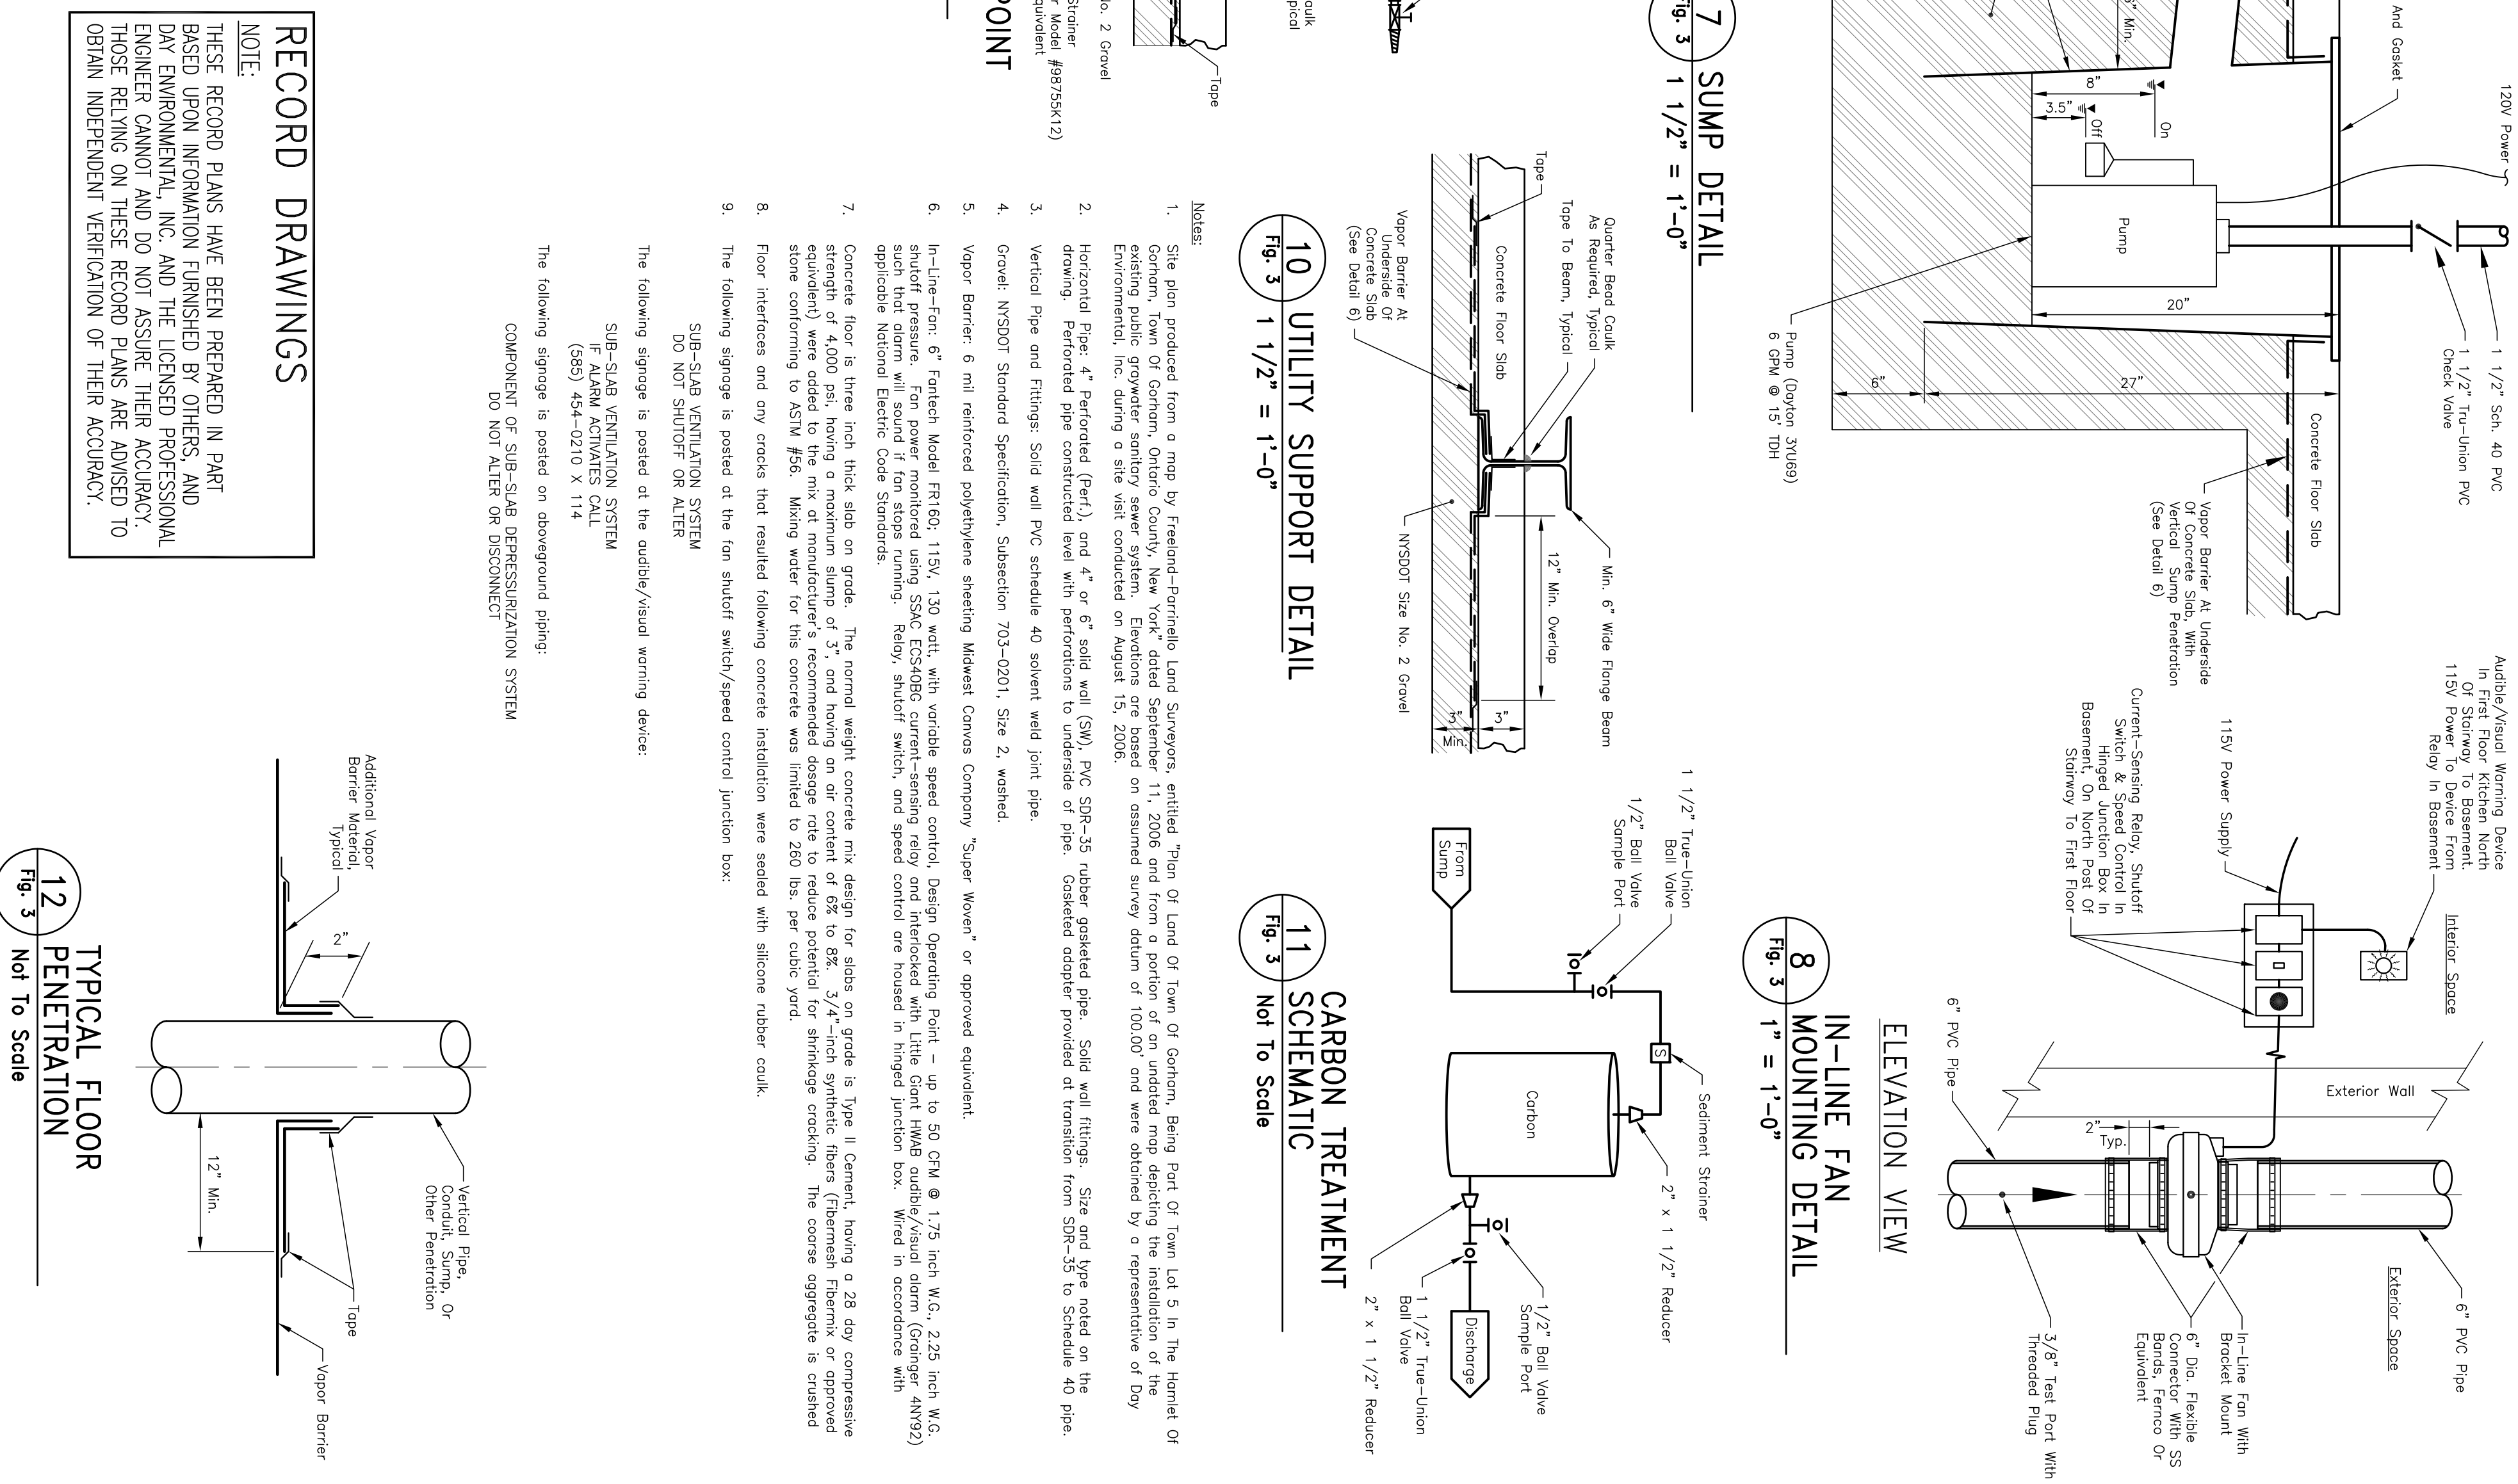 120V Power
And Gasket
6" Min.
8"
3.5"
On
Off
Pump
20"
27"
6"
1 1/2" Sch. 40 PVC
1 1/2" Tru-Union PVC
Check Valve
Concrete Floor Slab
Vapor Barrier At Underside
Of Concrete Slab, With
Vertical Sump Penetration
(See Detail 6)
Pump (Dayton 3YU69)
6 GPM @ 15' TDH
7
Fig. 3
SUMP DETAIL
1 1/2" = 1'-0"
Audible/Visual Warning Device
In First Floor Kitchen North
Of Stairway To Basement.
115V Power To Device From
Relay In Basement
Interior Space
115V Power Supply
Current-Sensing Relay, Shutoff
Switch & Speed Control In
Hinged Junction Box In
Basement, On North Post Of
Stairway To First Floor
Exterior Wall
2"
Typ.
6" PVC Pipe
6" PVC Pipe
Exterior Space
In-Line Fan With
Bracket Mount
6" Dia. Flexible
Connector With SS
Bands, Fernco Or
Equivalent
3/8" Test Port With
Threaded Plug
ELEVATION VIEW
8
Fig. 3
IN-LINE FAN
MOUNTING DETAIL
1" = 1'-0"
Tape
No. 2 Gravel
Strainer
r Model #98755K12)
quivalent
POINT
Quarter Bead Caulk
As Required, Typical
Tape To Beam, Typical
Tape
Concrete Floor Slab
Vapor Barrier At
Underside Of
Concrete Slab
(See Detail 6)
Min. 6" Wide Flange Beam
12" Min. Overlap
3"
3"
Min.
NYSDOT Size No. 2 Gravel
10
Fig. 3
UTILITY SUPPORT DETAIL
1 1/2" = 1'-0"
1 1/2" True-Union
Ball Valve
1/2" Ball Valve
Sample Port
From
Sump
S
Sediment Strainer
2" x 1 1/2" Reducer
Carbon
1/2" Ball Valve
Sample Port
1 1/2" True-Union
Ball Valve
2" x 1 1/2" Reducer
Discharge
11
Fig. 3
CARBON TREATMENT
SCHEMATIC
Not To Scale
Notes:
1. Site plan produced from a map by Freeland-Parrinello Land Surveyors, entitled "Plan Of Land Of Town Of Gorham, Being Part Of Town Lot 5 In The Hamlet Of
Gorham, Town Of Gorham, Ontario County, New York" dated September 11, 2006 and from a portion of an undated map depicting the installation of the
existing public graywater sanitary sewer system. Elevations are based on assumed survey datum of 100.00' and were obtained by a representative of Day
Environmental, Inc. during a site visit conducted on August 15, 2006.
2. Horizontal Pipe: 4" Perforated (Perf.), and 4" or 6" solid wall (SW), PVC SDR-35 rubber gasketed pipe. Solid wall fittings. Size and type noted on the
drawing. Perforated pipe constructed level with perforations to underside of pipe. Gasketed adapter provided at transition from SDR-35 to Schedule 40 pipe.
3. Vertical Pipe and Fittings: Solid wall PVC schedule 40 solvent weld joint pipe.
4. Gravel: NYSDOT Standard Specification, Subsection 703-0201, Size 2, washed.
5. Vapor Barrier: 6 mil reinforced polyethylene sheeting Midwest Canvas Company "Super Woven" or approved equivalent.
6. In-Line-Fan: 6" Fantech Model FR160; 115V, 130 watt, with variable speed control, Design Operating Point - up to 50 CFM @ 1.75 inch W.G., 2.25 inch W.G.
shutoff pressure. Fan power monitored using SSAC ECS40BG current-sensing relay and interlocked with Little Giant HWAB audible/visual alarm (Grainger 4NY92)
such that alarm will sound if fan stops running. Relay, shutoff switch, and speed control are housed in hinged junction box. Wired in accordance with
applicable National Electric Code Standards.
7. Concrete floor is three inch thick slab on grade. The normal weight concrete mix design for slabs on grade is Type II Cement, having a 28 day compressive
strength of 4,000 psi, having a maximum slump of 3", and having an air content of 6% to 8%. 3/4"-inch synthetic fibers (Fibermesh Fibermix or approved
equivalent) were added to the mix at manufacturer's recommended dosage rate to reduce potential for shrinkage cracking. The coarse aggregate is crushed
stone conforming to ASTM #56. Mixing water for this concrete was limited to 260 lbs. per cubic yard.
8. Floor interfaces and any cracks that resulted following concrete installation were sealed with silicone rubber caulk.
9. The following signage is posted at the fan shutoff switch/speed control junction box:
SUB-SLAB VENTILATION SYSTEM
DO NOT SHUTOFF OR ALTER
The following signage is posted at the audible/visual warning device:
SUB-SLAB VENTILATION SYSTEM
IF ALARM ACTIVATES CALL
(585) 454-0210 X 114
The following signage is posted on aboveground piping:
COMPONENT OF SUB-SLAB DEPRESSURIZATION SYSTEM
DO NOT ALTER OR DISCONNECT
RECORD DRAWINGS
NOTE:
THESE RECORD PLANS HAVE BEEN PREPARED IN PART
BASED UPON INFORMATION FURNISHED BY OTHERS, AND
DAY ENVIRONMENTAL, INC. AND THE LICENSED PROFESSIONAL
ENGINEER CANNOT AND DO NOT ASSURE THEIR ACCURACY.
THOSE RELYING ON THESE RECORD PLANS ARE ADVISED TO
OBTAIN INDEPENDENT VERIFICATION OF THEIR ACCURACY.
Additional Vapor
Barrier Material,
Typical
2"
12" Min.
Vertical Pipe,
Conduit, Sump, Or
Other Penetration
Tape
Vapor Barrier
12
Fig. 3
TYPICAL FLOOR
PENETRATION
Not To Scale